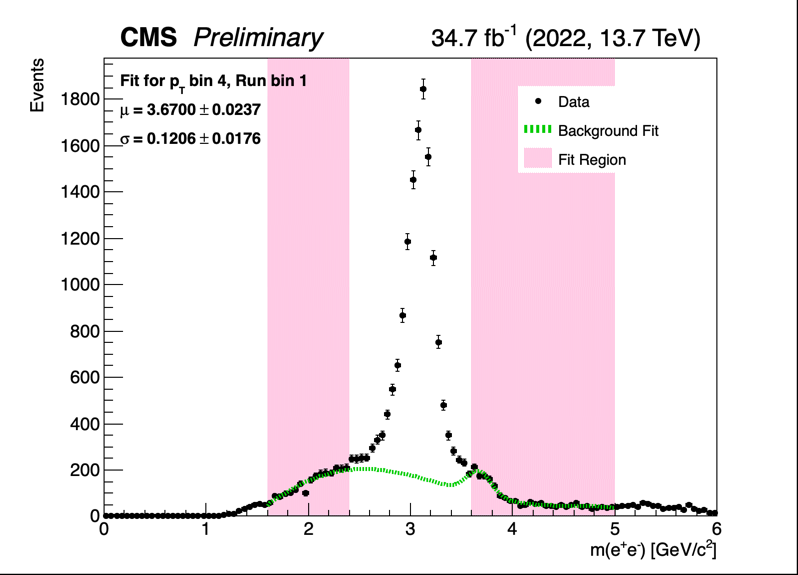 CMS Preliminary 34.7 fb⁻¹ (2022, 13.7 TeV)
Fit for p_T bin 4, Run bin 1
μ = 3.6700 ± 0.0237
σ = 0.1206 ± 0.0176
Data
Background Fit
Fit Region
Events
1800
1600
1400
1200
1000
800
600
400
200
0
0 1 2 3 4 5 6
m(e⁺e⁻) [GeV/c²]